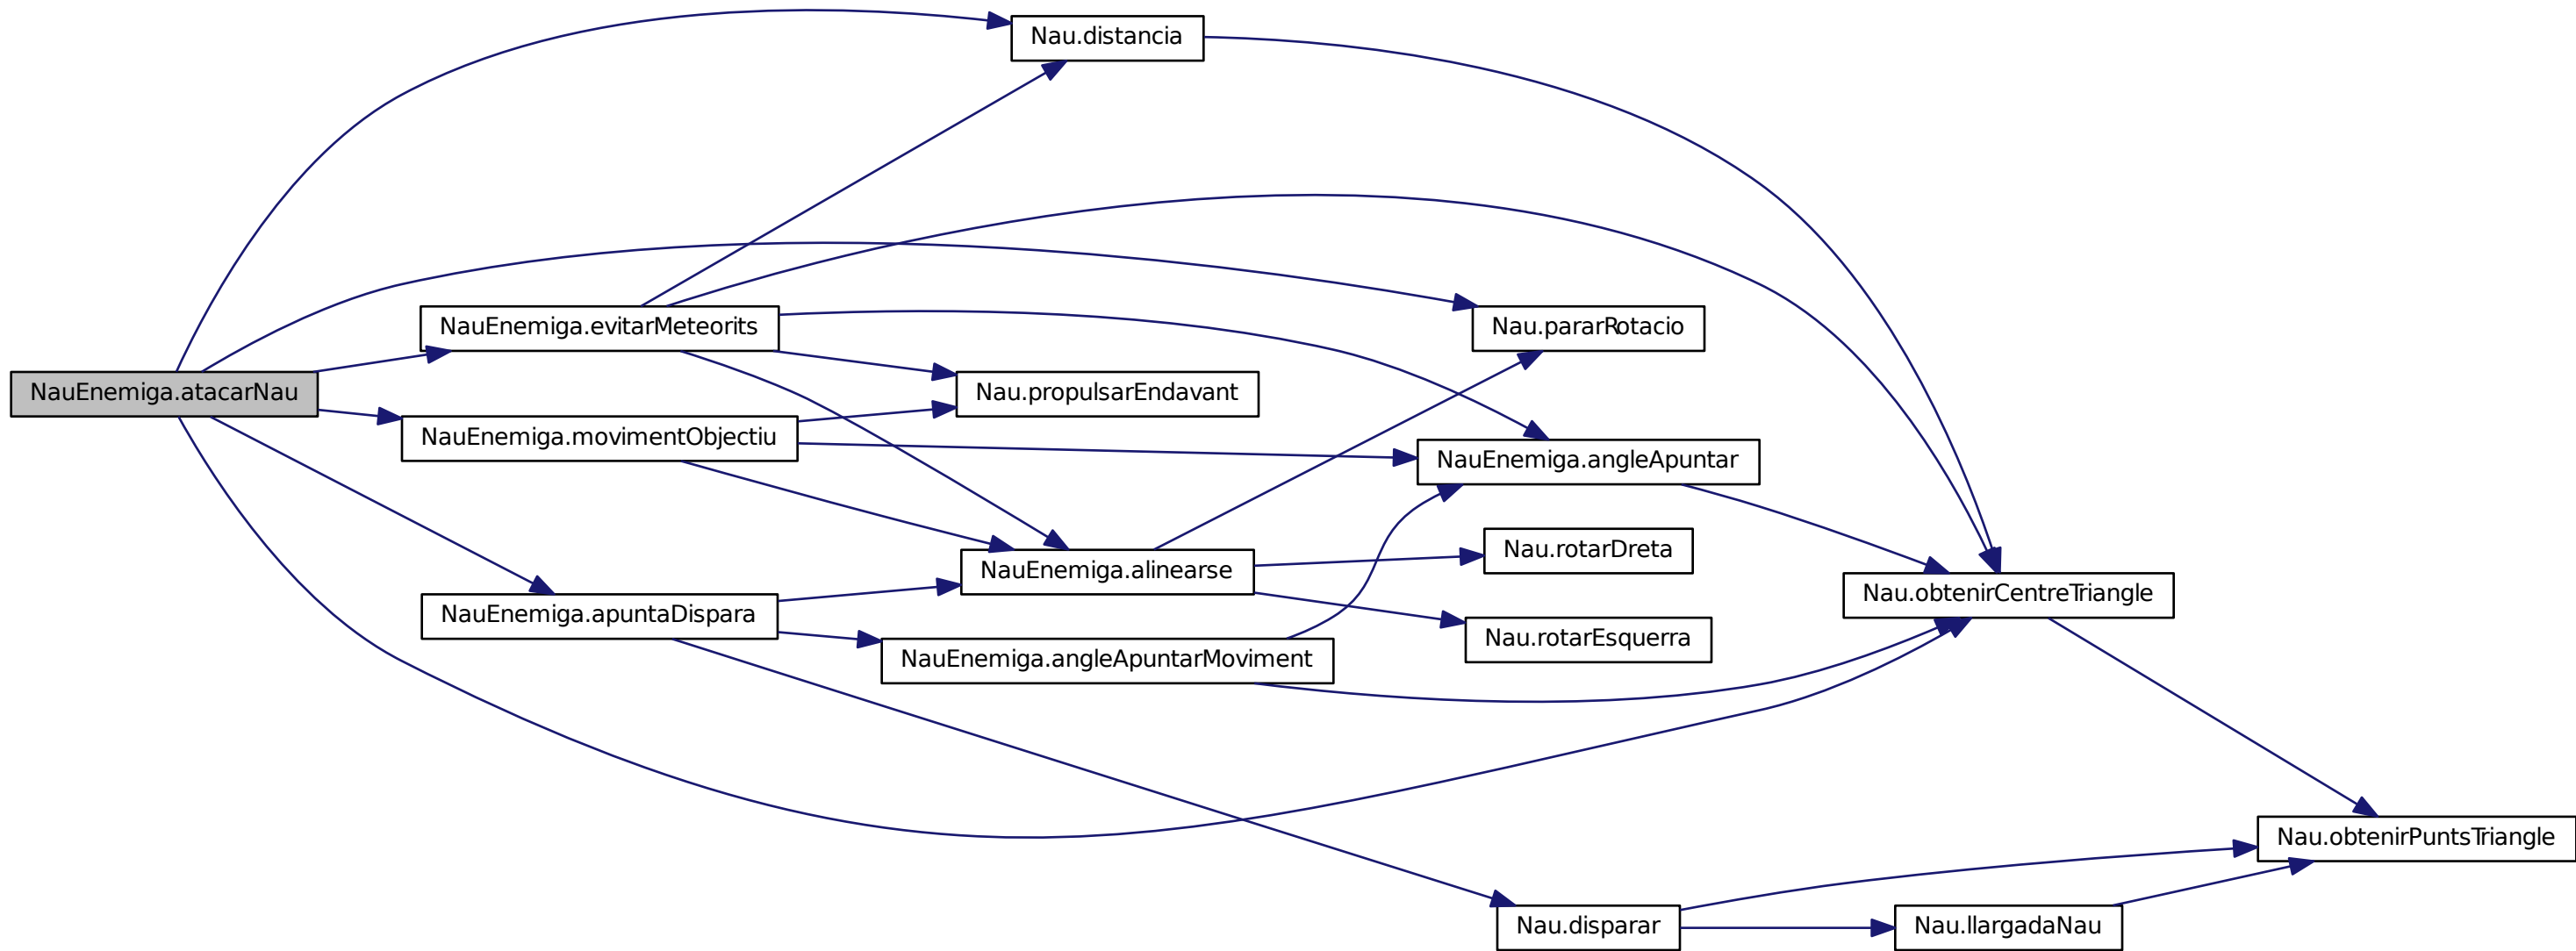 Nau.distancia
NauEnemiga.evitarMeteorits
Nau.pararRotacio
NauEnemiga.atacarNau
Nau.propulsarEndavant
NauEnemiga.movimentObjectiu
NauEnemiga.angleApuntar
Nau.rotarDreta
NauEnemiga.alinearse
Nau.obtenirCentreTriangle
NauEnemiga.apuntaDispara
Nau.rotarEsquerra
NauEnemiga.angleApuntarMoviment
Nau.obtenirPuntsTriangle
Nau.disparar
Nau.llargadaNau